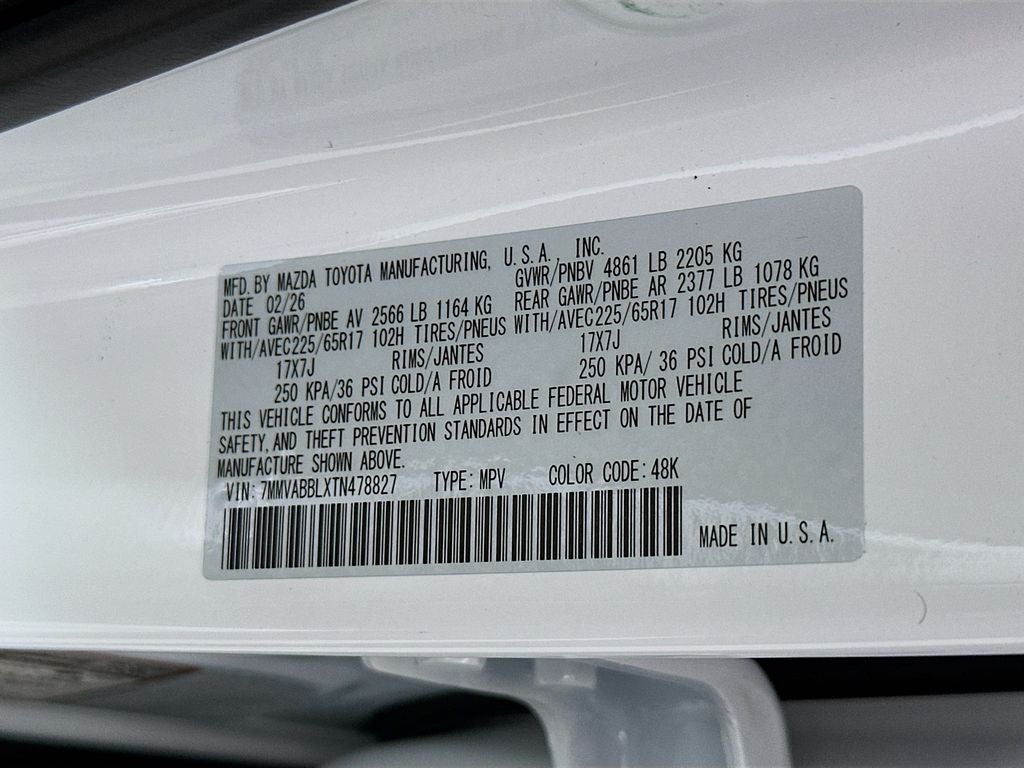 MFD. BY MAZDA TOYOTA MANUFACTURING, U.S.A., INC.
DATE 02/26 GVWR/PNBV 4861 LB 2205 KG
FRONT GAWR/PNBE AV 2566 LB 1164 KG REAR GAWR/PNBE AR 2377 LB 1078 KG
WITH/AVEC225/65R17 102H TIRES/PNEUS WITH/AVEC225/65R17 102H TIRES/PNEUS
17X7J RIMS/JANTES 17X7J RIMS/JANTES
250 KPA/36 PSI COLD/A FROID 250 KPA/ 36 PSI COLD/A FROID
THIS VEHICLE CONFORMS TO ALL APPLICABLE FEDERAL MOTOR VEHICLE
SAFETY, AND THEFT PREVENTION STANDARDS IN EFFECT ON THE DATE OF
MANUFACTURE SHOWN ABOVE.
VIN: 7MMVABBLXTN478827 TYPE: MPV COLOR CODE: 48K
MADE IN U.S.A.